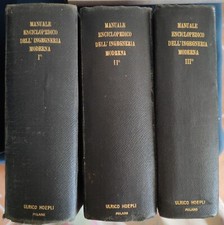 MANUALE
ENCICLOPEDICO
DELL'INGEGNERIA
MODERNA
I°
ULRICO HOEPLI
MILANO
MANUALE
ENCICLOPEDICO
DELL'INGEGNERIA
MODERNA
II°
ULRICO HOEPLI
MILANO
MANUALE
ENCICLOPEDICO
DELL'INGEGNERIA
MODERNA
III°
ULRICO HOEPLI
MILANO